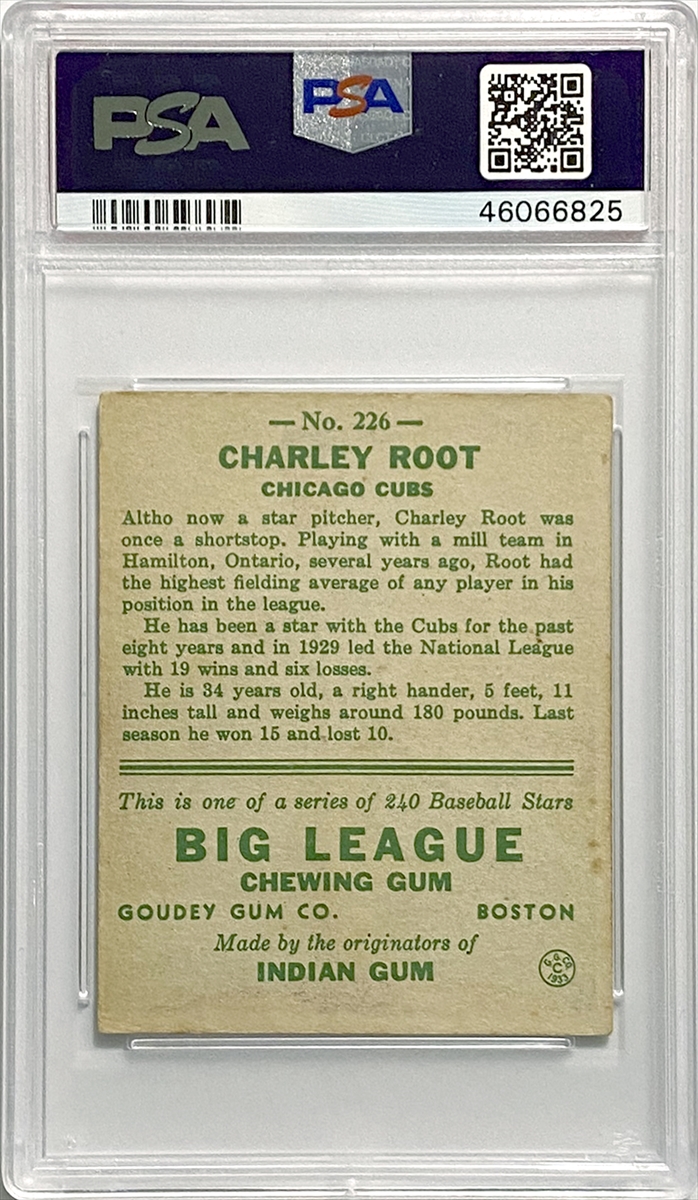 PSA
PSA
46066825
— No. 226 —
CHARLEY ROOT
CHICAGO CUBS
Altho now a star pitcher, Charley Root was
once a shortstop. Playing with a mill team in
Hamilton, Ontario, several years ago, Root had
the highest fielding average of any player in his
position in the league.
He has been a star with the Cubs for the past
eight years and in 1929 led the National League
with 19 wins and six losses.
He is 34 years old, a right hander, 5 feet, 11
inches tall and weighs around 180 pounds. Last
season he won 15 and lost 10.
This is one of a series of 240 Baseball Stars
BIG LEAGUE
CHEWING GUM
GOUDEY GUM CO. BOSTON
Made by the originators of
INDIAN GUM
G. G. CO.
C
1933